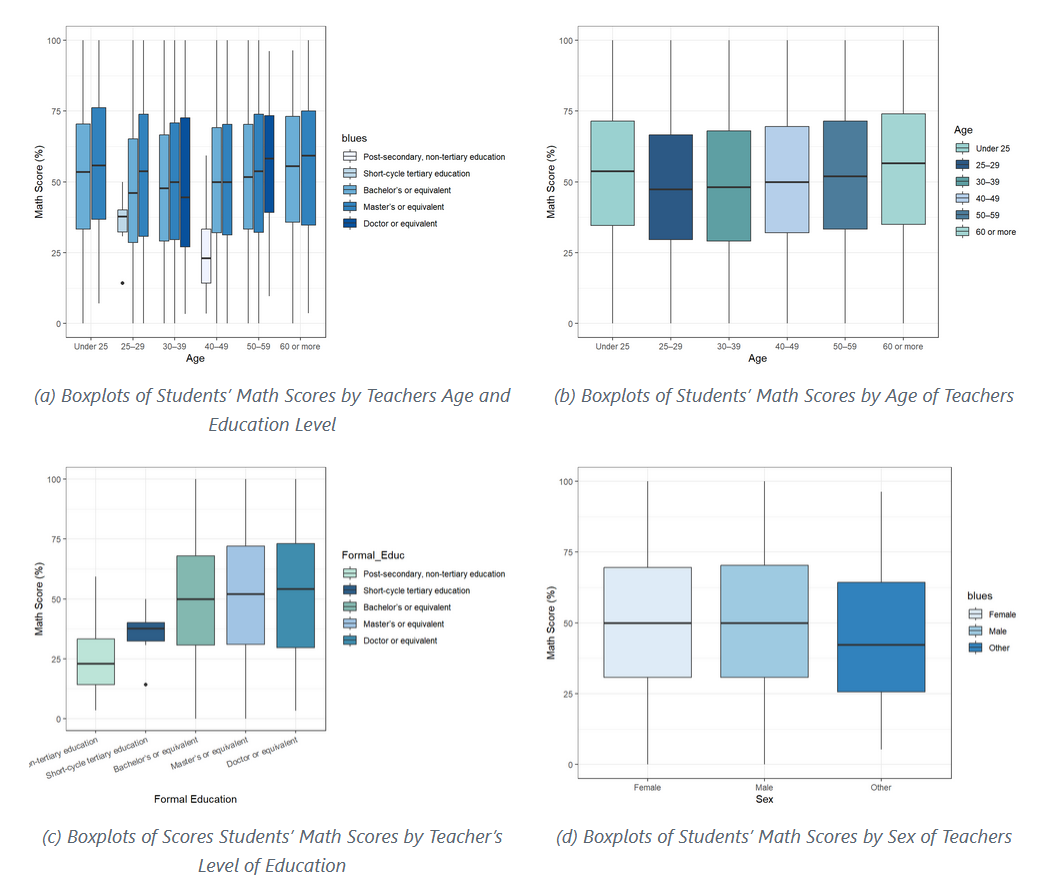 100
75
50
25
0
Math Score (%)
Under 25
25–29
30–39
40–49
50–59
60 or more
Age
blues
Post-secondary, non-tertiary education
Short-cycle tertiary education
Bachelor's or equivalent
Master's or equivalent
Doctor or equivalent
(a) Boxplots of Students’ Math Scores by Teachers Age and
Education Level
100
75
50
25
0
Math Score (%)
Under 25
25–29
30–39
40–49
50–59
60 or more
Age
Age
Under 25
25–29
30–39
40–49
50–59
60 or more
(b) Boxplots of Students’ Math Scores by Age of Teachers
100
75
50
25
0
Math Score (%)
n-tertiary education
Short-cycle tertiary education
Bachelor's or equivalent
Master's or equivalent
Doctor or equivalent
Formal Education
Formal_Educ
Post-secondary, non-tertiary education
Short-cycle tertiary education
Bachelor's or equivalent
Master's or equivalent
Doctor or equivalent
(c) Boxplots of Scores Students’ Math Scores by Teacher’s
Level of Education
100
75
50
25
0
Math Score (%)
Female
Male
Other
Sex
blues
Female
Male
Other
(d) Boxplots of Students’ Math Scores by Sex of Teachers